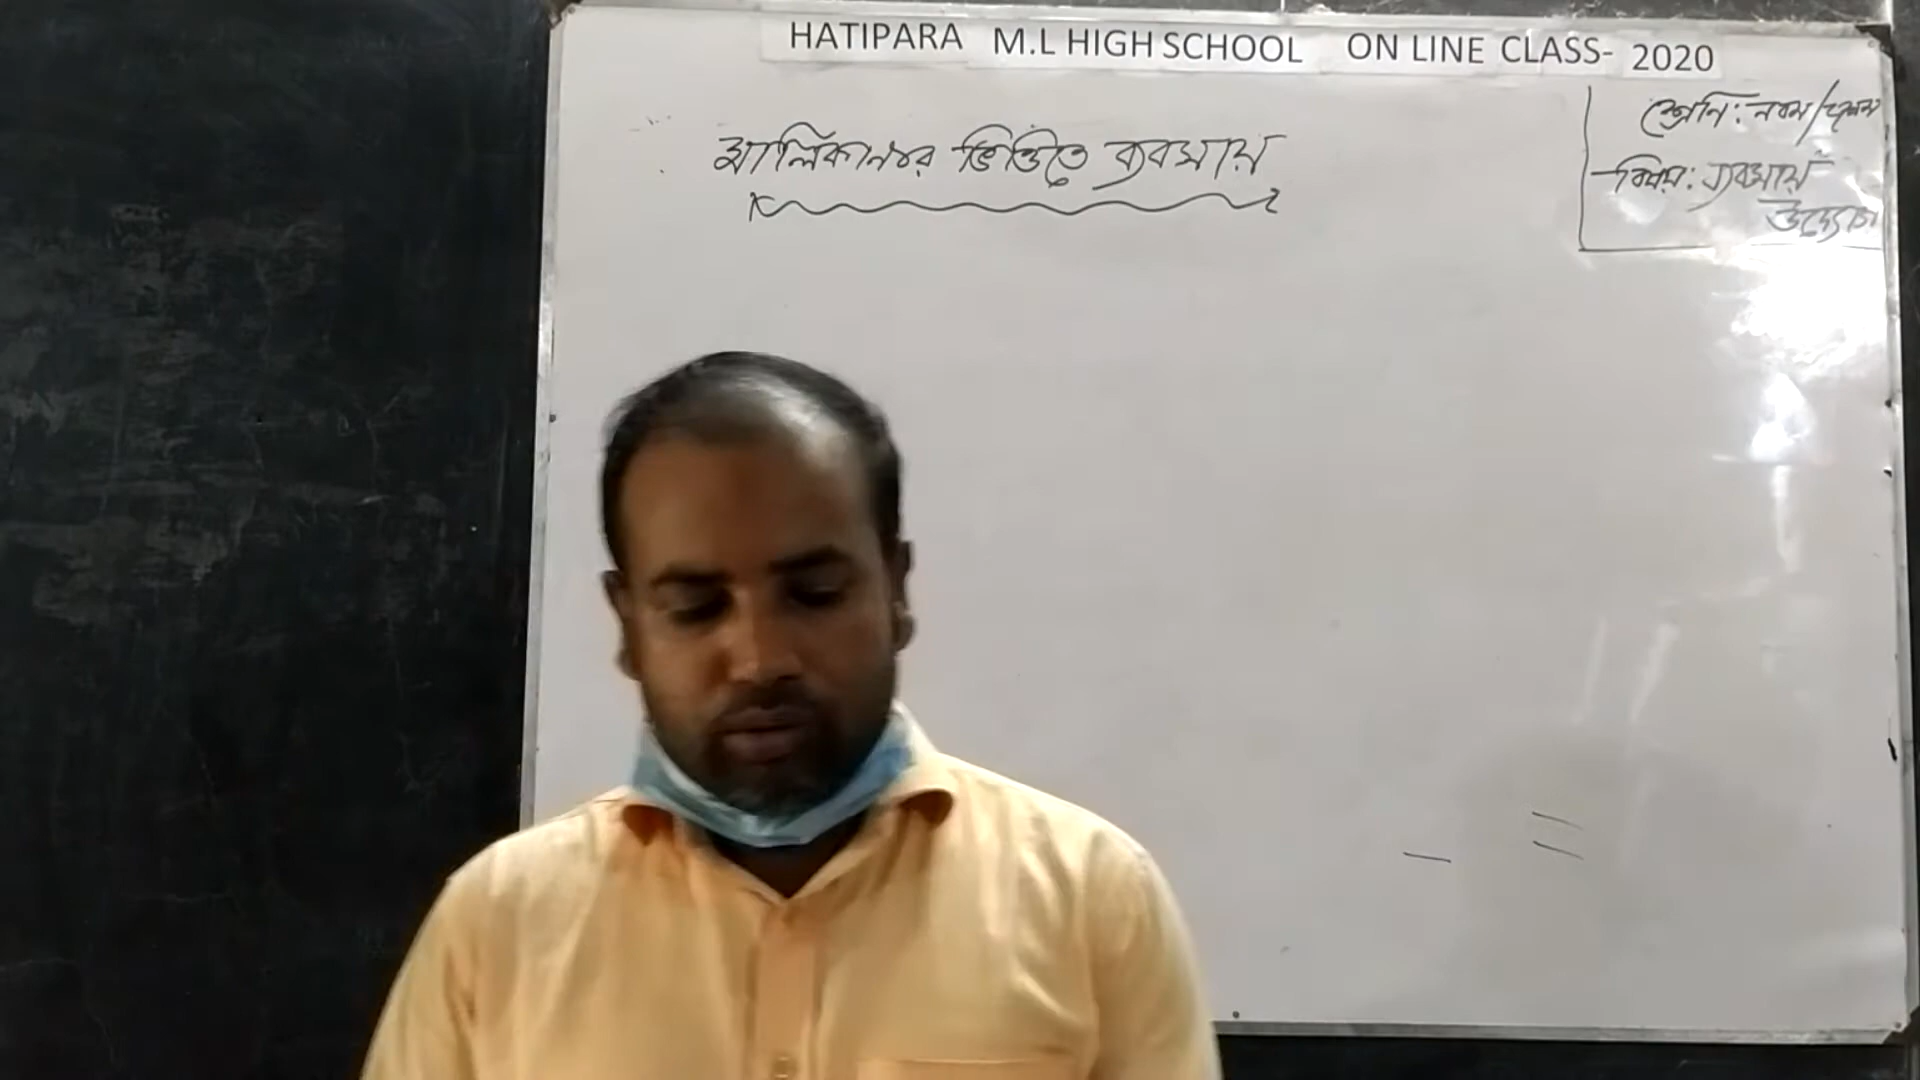 HATIPARA M.L HIGH SCHOOL ON LINE CLASS- 2020
শ্রেনি: নবম/দশম
মালিকানার ভিত্তিতে ব্যবসায়
বিষয়: ব্যবসায়
উদ্যোগ